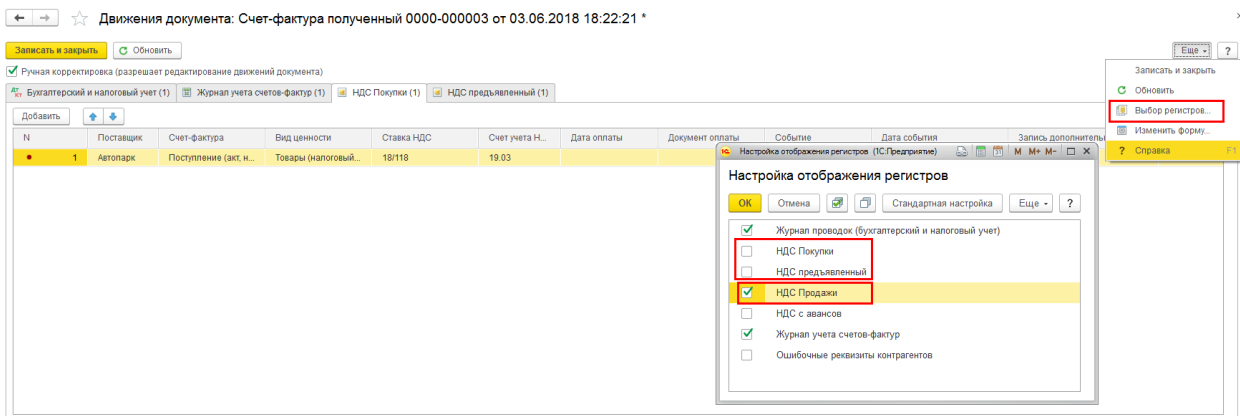 Движения документа: Счет-фактура полученный 0000-000003 от 03.06.2018 18:22:21 *
Записать и закрыть
Обновить
Еще
?
Ручная корректировка (разрешает редактирование движений документа)
Бухгалтерский и налоговый учет (1)
Журнал учета счетов-фактур (1)
НДС Покупки (1)
НДС предъявленный (1)
Добавить
N Поставщик Счет-фактура Вид ценности Ставка НДС Счет учета Н... Дата оплаты Документ оплаты Событие Дата события Запись дополнитель
1 Автопарк Поступление (акт, н... Товары (налоговый... 18/118 19.03
Записать и закрыть
Обновить
Выбор регистров...
Изменить форму...
? Справка F1
Настройка отображения регистров (1С:Предприятие) M M+ M-
Настройка отображения регистров
ОК
Отмена
Стандартная настройка
Еще
?
Журнал проводок (бухгалтерский и налоговый учет)
НДС Покупки
НДС предъявленный
НДС Продажи
НДС с авансов
Журнал учета счетов-фактур
Ошибочные реквизиты контрагентов